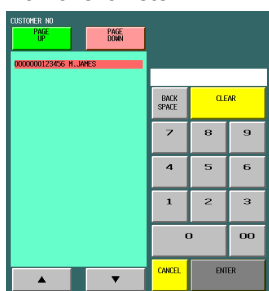 CUSTOMER NO
PAGE UP
PAGE DOWN
0000000123456 M.JAMES
BACK SPACE
CLEAR
7 8 9
4 5 6
1 2 3
0 00
CANCEL
ENTER